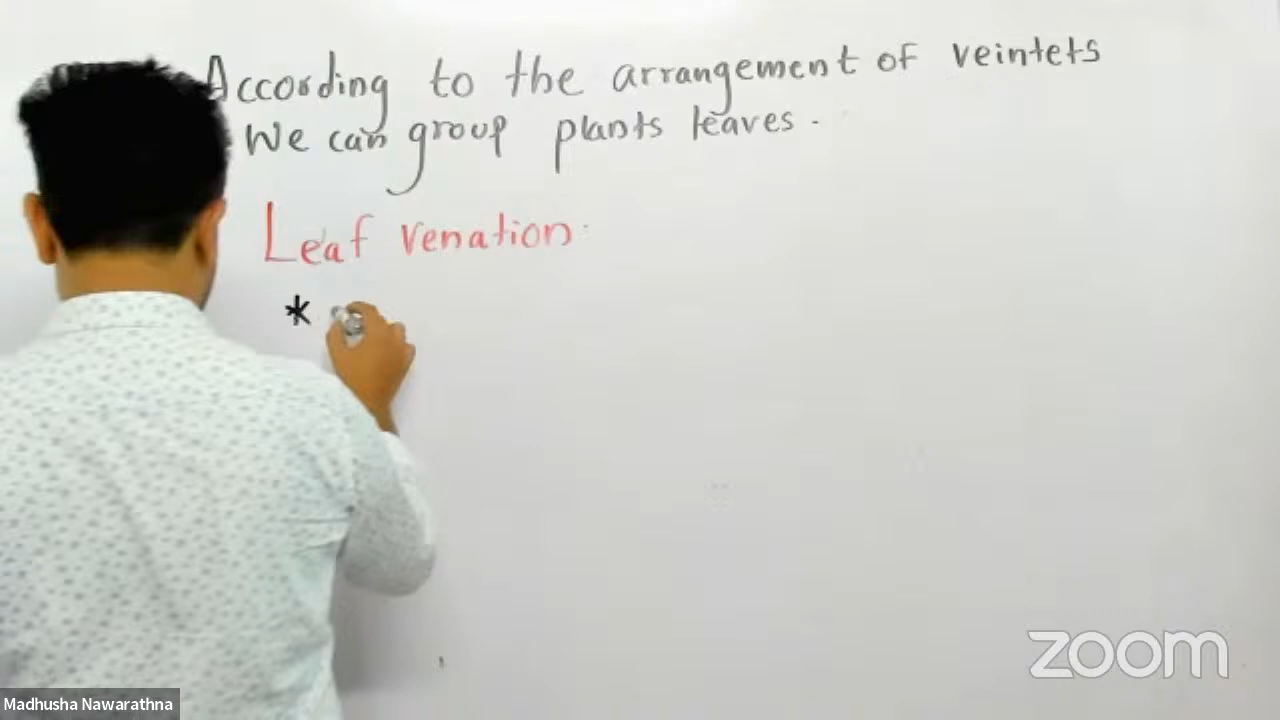 According to the arrangement of veintets
We can group plants leaves.
Leaf venation.
*
zoom
Madhusha Nawarathna